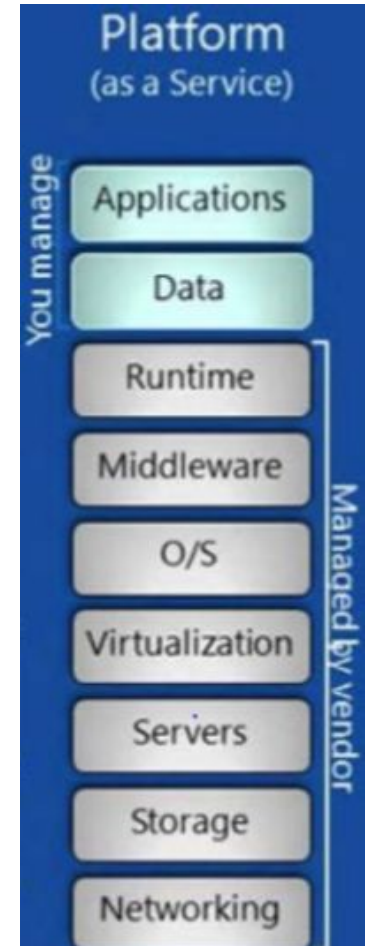 Platform
(as a Service)
You manage
Applications
Data
Runtime
Middleware
O/S
Virtualization
Servers
Storage
Networking
Managed by vendor